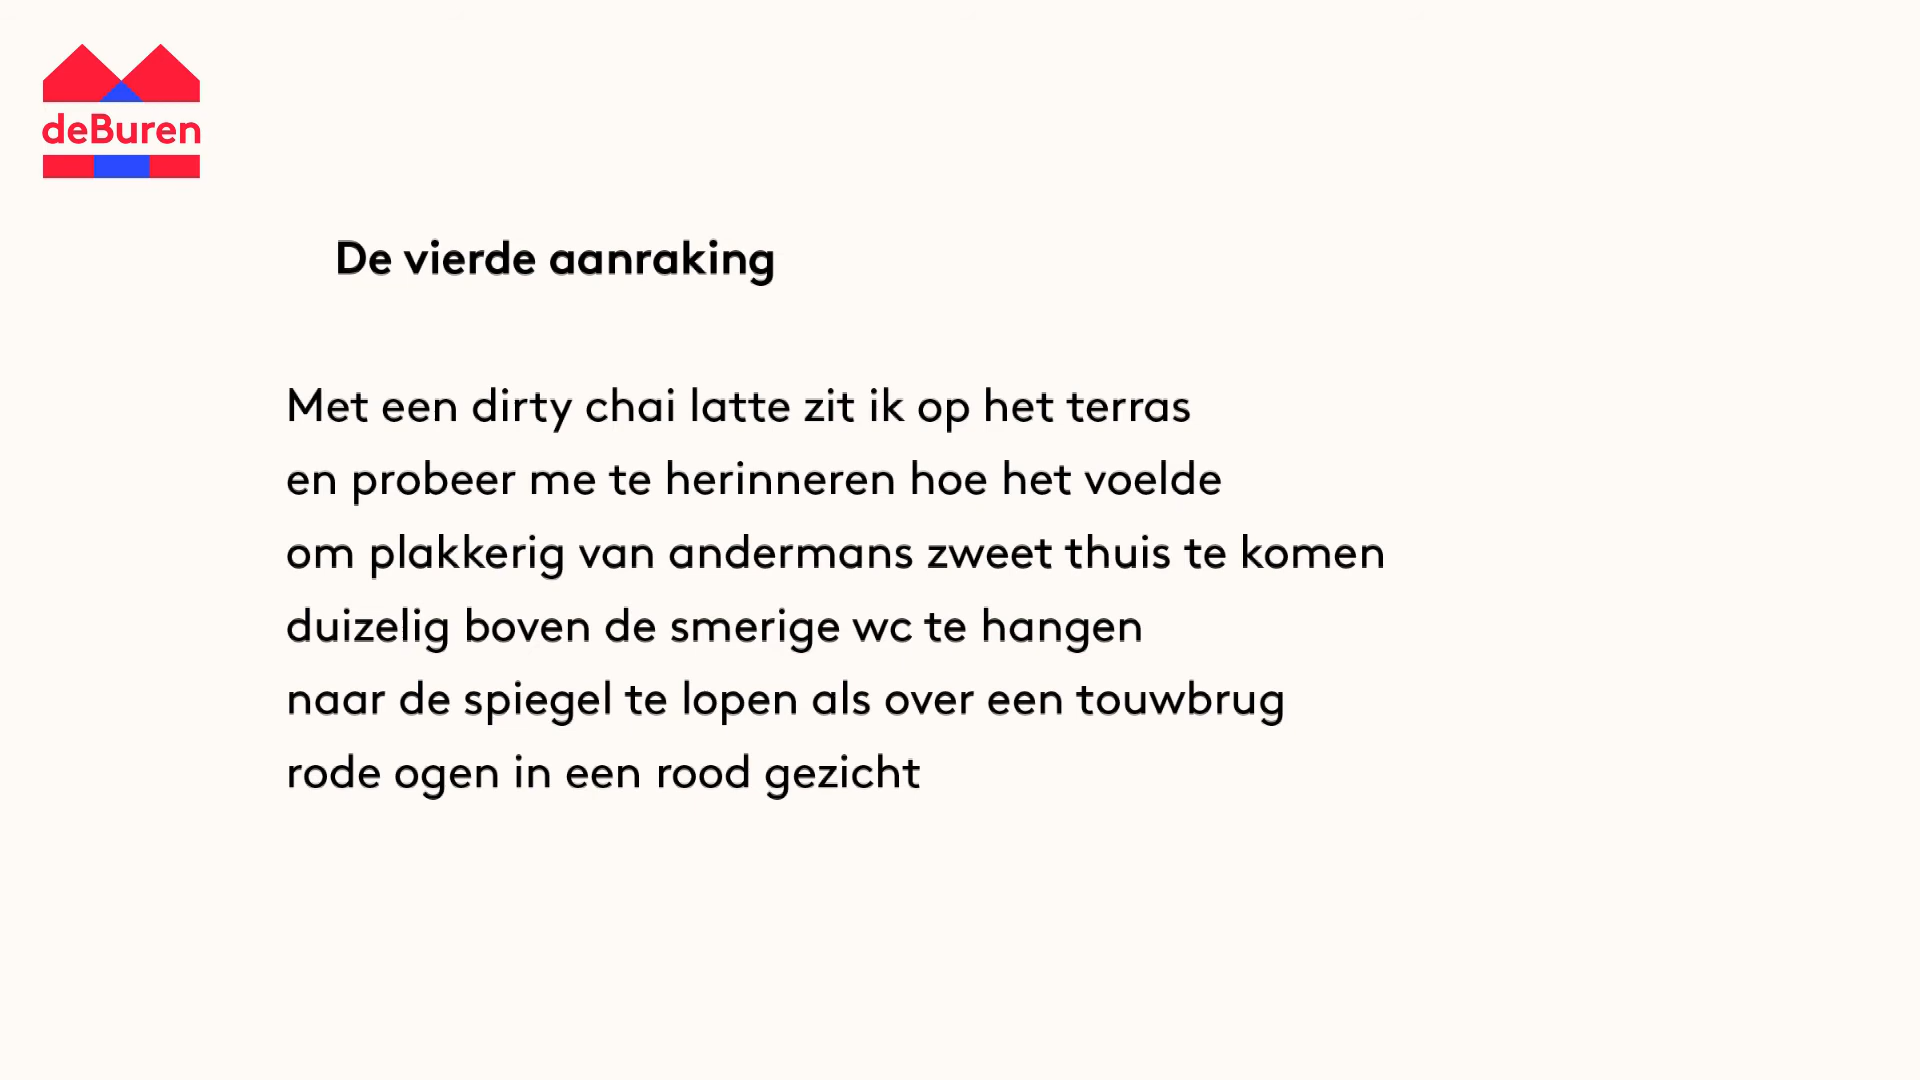 deBuren
De vierde aanraking
Met een dirty chai latte zit ik op het terras
en probeer me te herinneren hoe het voelde
om plakkerig van andermans zweet thuis te komen
duizelig boven de smerige wc te hangen
naar de spiegel te lopen als over een touwbrug
rode ogen in een rood gezicht